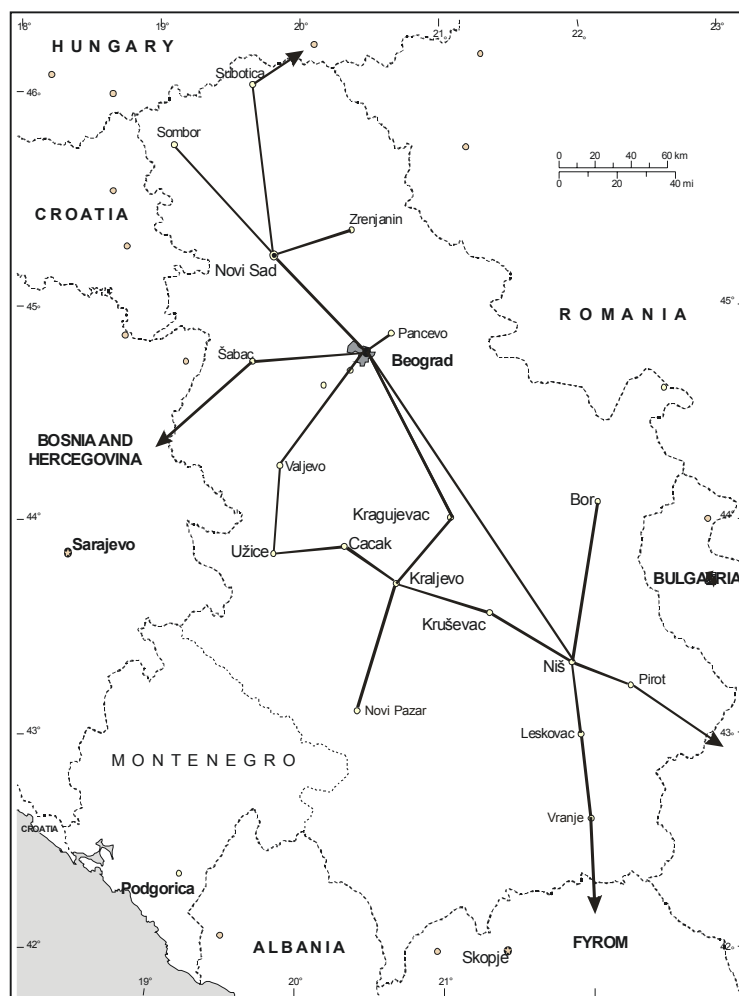 18°
19°
20°
21°
22°
23°
HUNGARY
Subotica
46°
Sombor
0 20 40 60 km
0 20 40 mi
CROATIA
Zrenjanin
Novi Sad
45°
45°
ROMANIA
Pancevo
Šabac
Beograd
BOSNIA AND
HERCEGOVINA
Valjevo
Bor
44°
44°
Kragujevac
Sarajevo
Užice
Cacak
Kraljevo
BULGARIA
Kruševac
Niš
Pirot
Novi Pazar
43°
43°
Leskovac
MONTENEGRO
Vranje
CROATIA
Podgorica
42°
42°
ALBANIA
Skopje
FYROM
19°
20°
21°